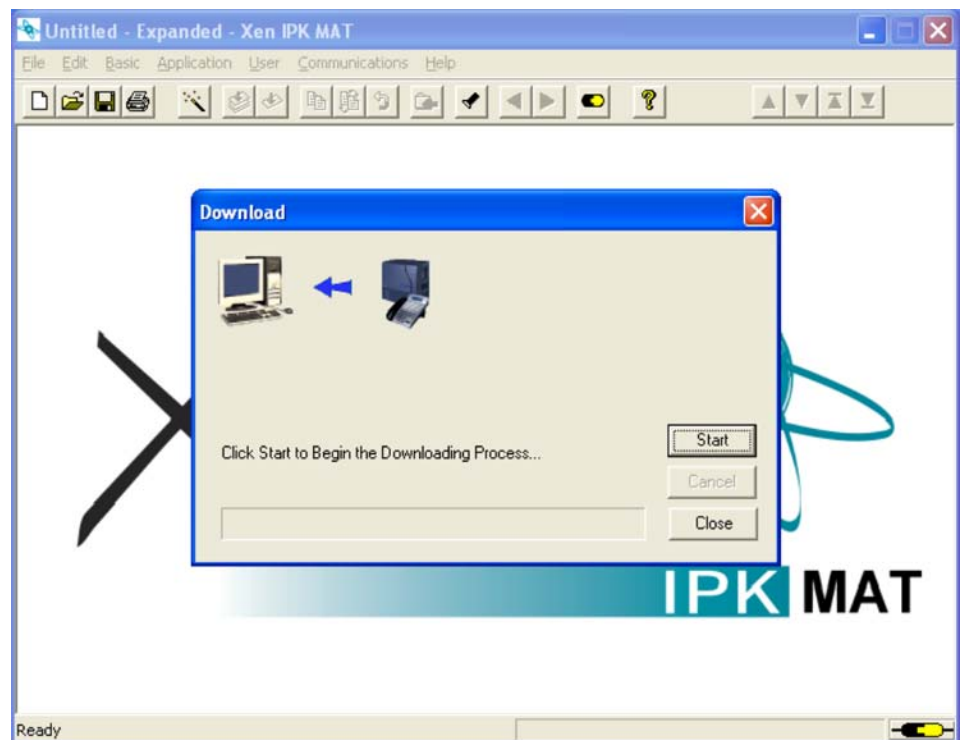 Untitled - Expanded - Xen IPK MAT
File Edit Basic Application User Communications Help
Download
Click Start to Begin the Downloading Process...
Start
Cancel
Close
IPK MAT
Ready